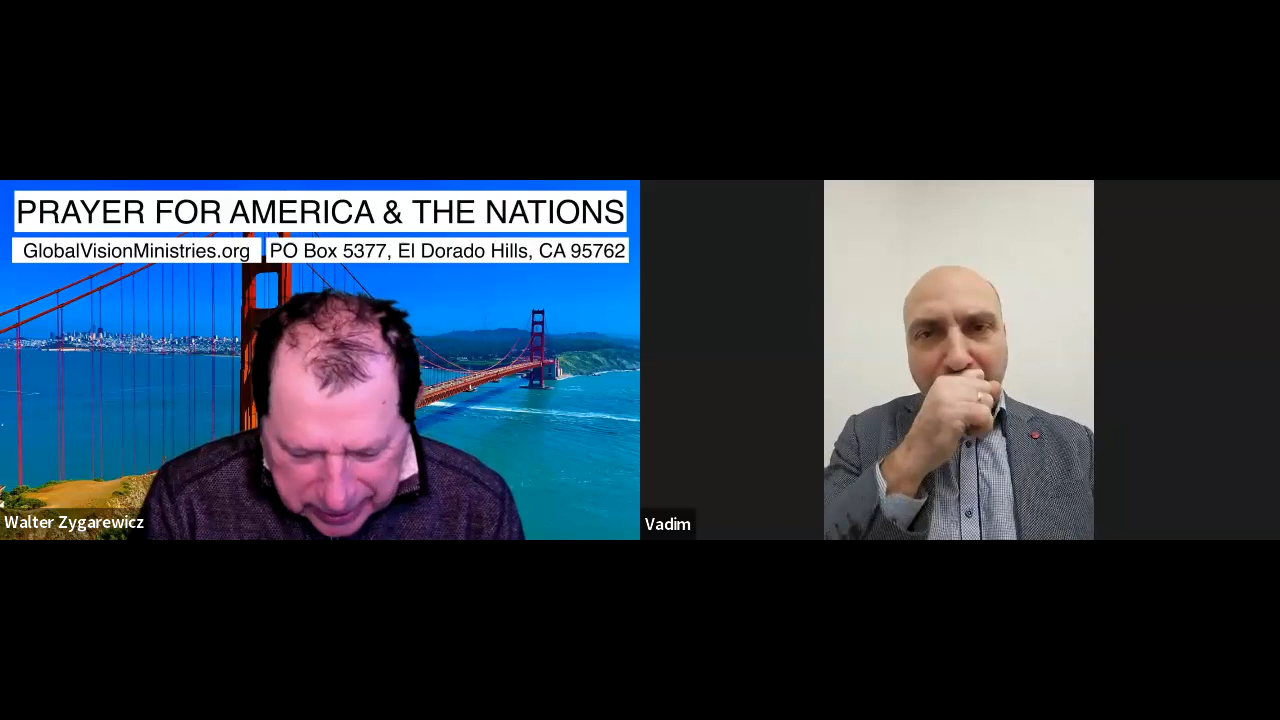 PRAYER FOR AMERICA & THE NATIONS
GlobalVisionMinistries.org PO Box 5377, El Dorado Hills, CA 95762
Walter Zygarewicz
Vadim